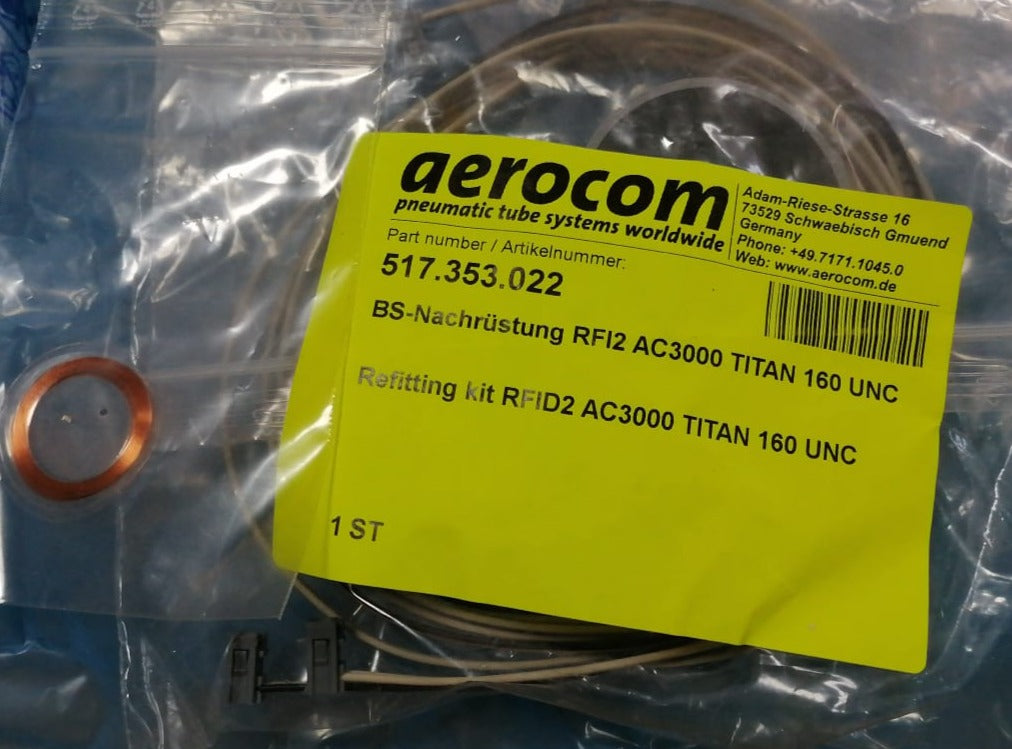 aerocom
pneumatic tube systems worldwide
Adam-Riese-Strasse 16
73529 Schwaebisch Gmuend
Germany
Phone: +49.7171.1045.0
Web: www.aerocom.de
Part number / Artikelnummer:
517.353.022
BS-Nachrüstung RFI2 AC3000 TITAN 160 UNC
Refitting kit RFID2 AC3000 TITAN 160 UNC
1 ST